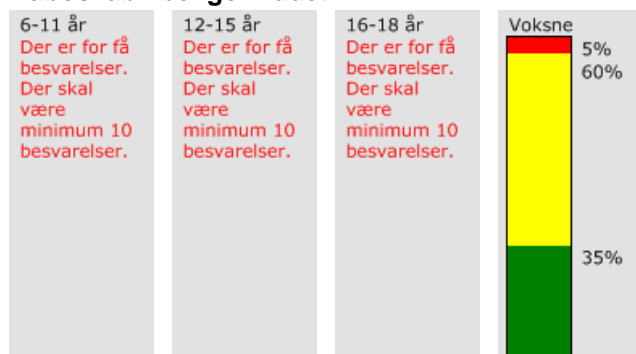 6-11 år
Der er for få
besvarelser.
Der skal
være
minimum 10
besvarelser.
12-15 år
Der er for få
besvarelser.
Der skal
være
minimum 10
besvarelser.
16-18 år
Der er for få
besvarelser.
Der skal
være
minimum 10
besvarelser.
Voksne
5%
60%
35%